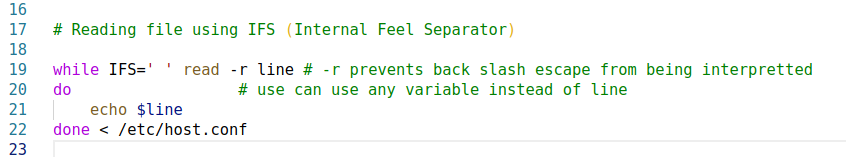 16
17 # Reading file using IFS (Internal Feel Separator)
18
19 while IFS=' ' read -r line # -r prevents back slash escape from being interpretted
20 do # use can use any variable instead of line
21 echo $line
22 done < /etc/host.conf
23